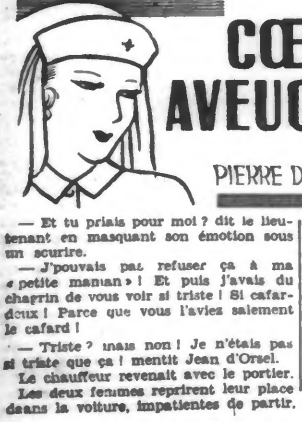 CŒ
AVEUG
PIERRE D
— Et tu priais pour moi ? dit le lieu-
tenant en masquant son émotion sous
un sourire.
— J'pouvais pas refuser ça à ma
« petite maman » ! Et puis j'avais du
chagrin de vous voir si triste ! Si cafar-
deux ! Parce que vous l'aviez salement
le cafard !
— Triste ? mais non ! Je n'étais pas
si triste que ça ! mentit Jean d'Orsel.
Le chauffeur revenait avec le portier.
Les deux femmes reprirent leur place
daans la voiture, impatientes de partir.